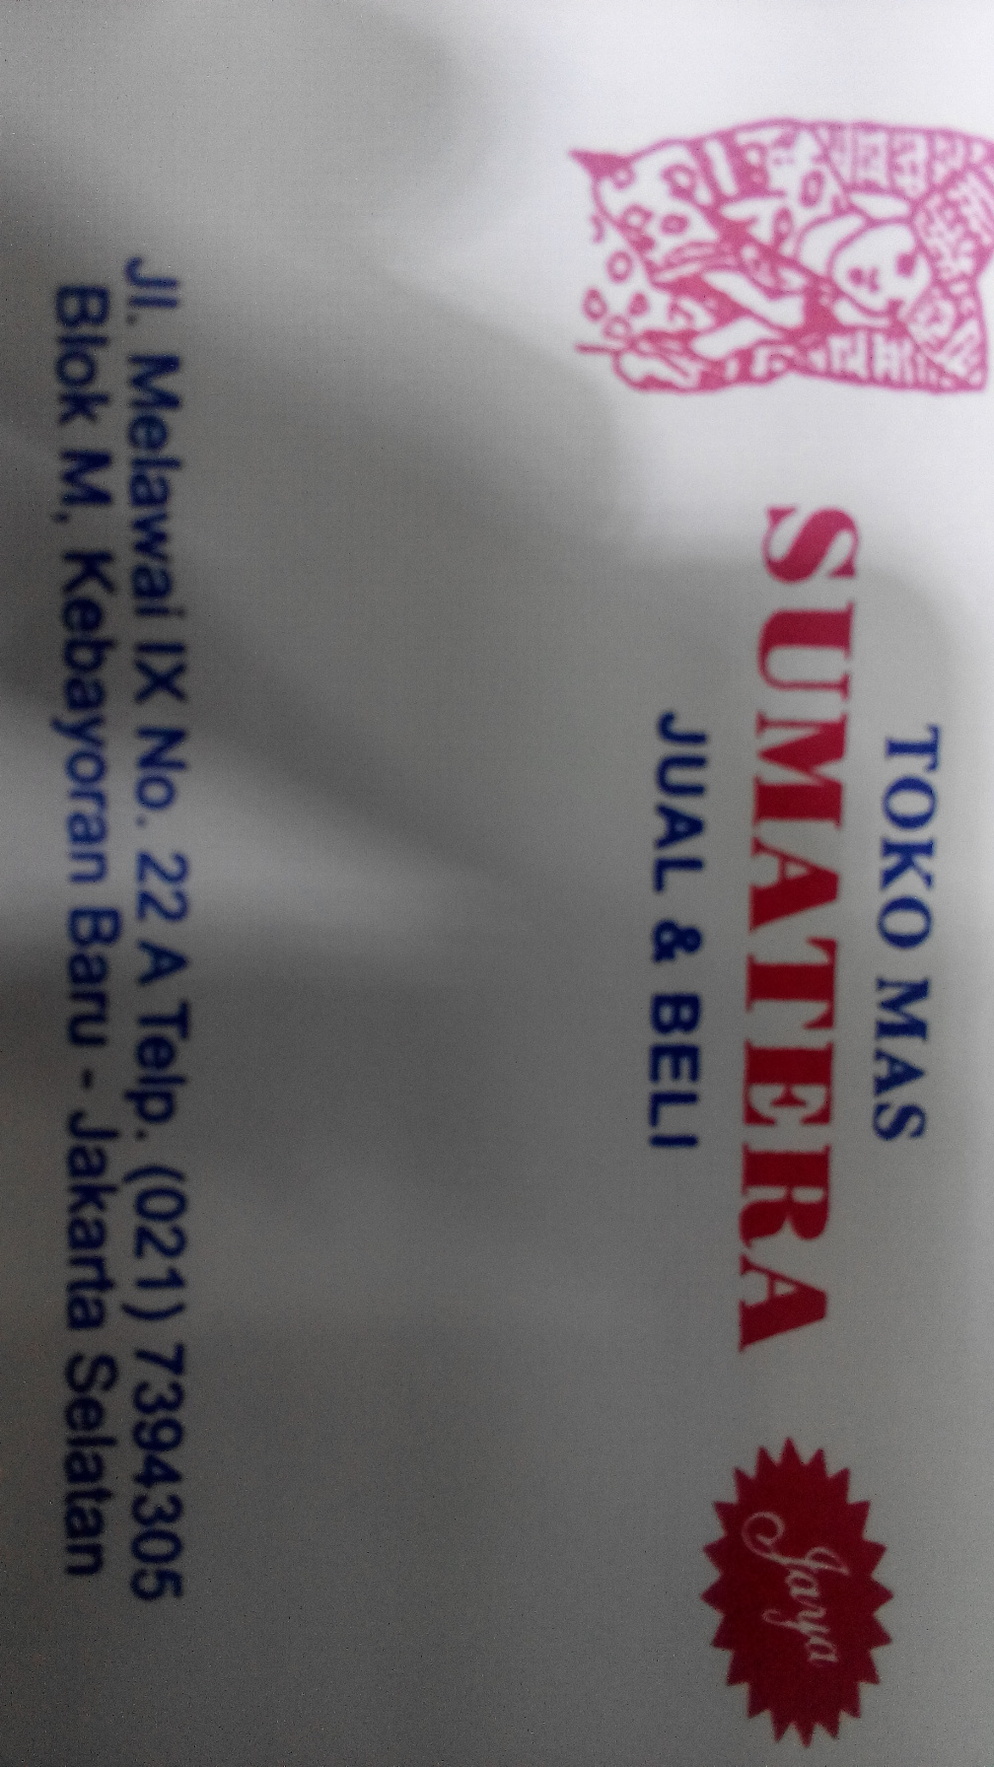 TOKO MAS
SUMATERA
JUAL & BELI
Jaya
Jl. Melawai IX No. 22 A Telp. (021) 7394305
Blok M, Kebayoran Baru - Jakarta Selatan